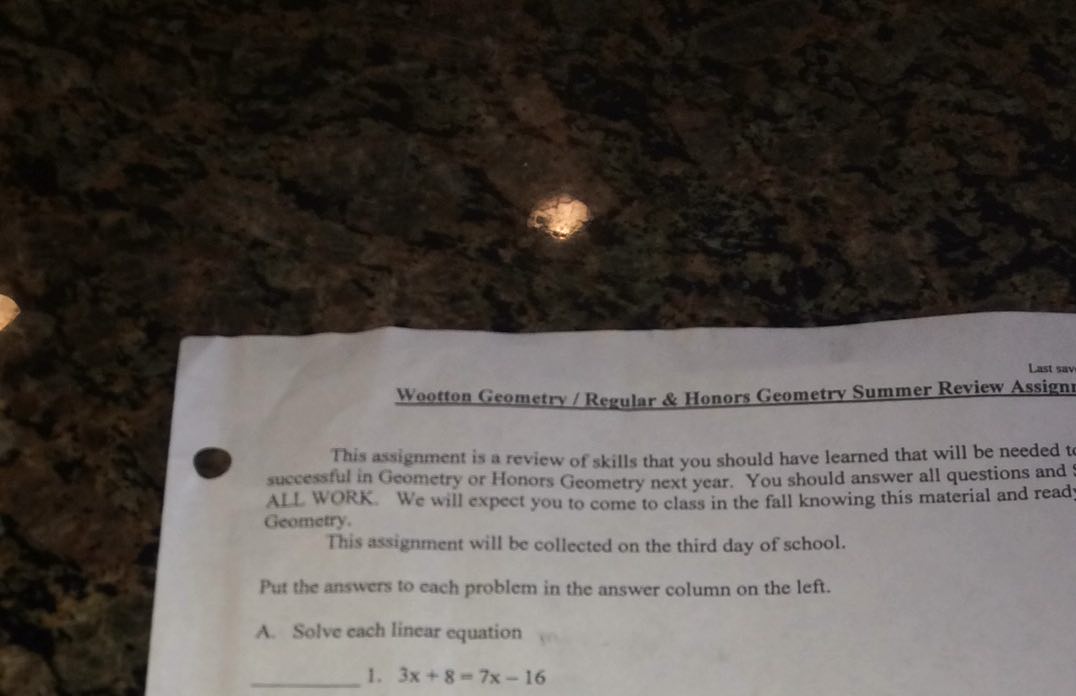 Last sav
Wootton Geometry / Regular & Honors Geometry Summer Review Assign
This assignment is a review of skills that you should have learned that will be needed to
successful in Geometry or Honors Geometry next year. You should answer all questions and
ALL WORK. We will expect you to come to class in the fall knowing this material and ready
Geometry.
This assignment will be collected on the third day of school.
Put the answers to each problem in the answer column on the left.
A. Solve each linear equation
________ 1. 3x + 8 = 7x – 16